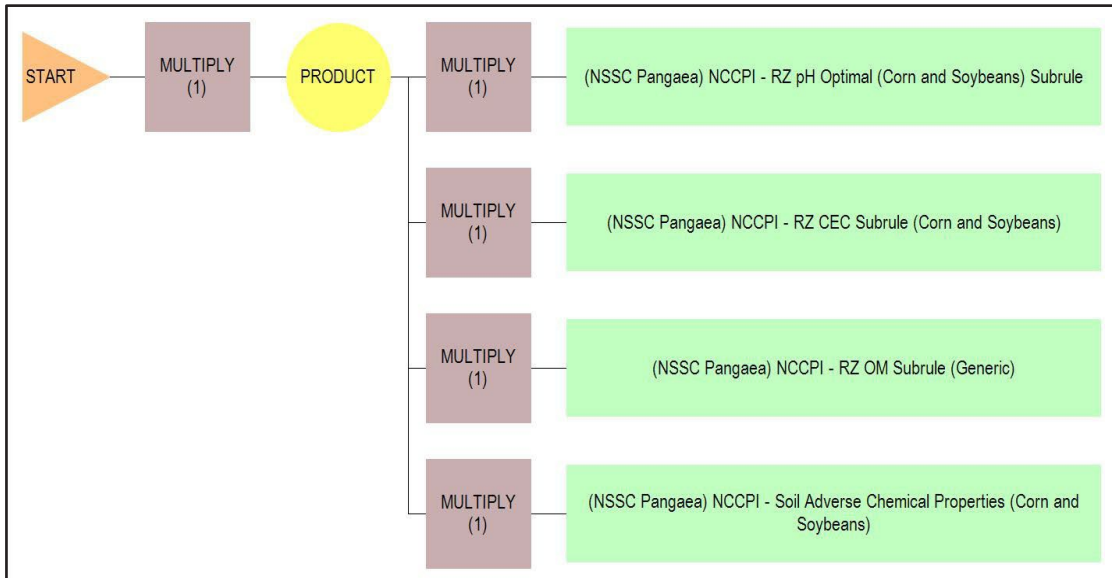 START
MULTIPLY
(1)
PRODUCT
MULTIPLY
(1)
(NSSC Pangaea) NCCPI - RZ pH Optimal (Corn and Soybeans) Subrule
MULTIPLY
(1)
(NSSC Pangaea) NCCPI - RZ CEC Subrule (Corn and Soybeans)
MULTIPLY
(1)
(NSSC Pangaea) NCCPI - RZ OM Subrule (Generic)
MULTIPLY
(1)
(NSSC Pangaea) NCCPI - Soil Adverse Chemical Properties (Corn and
Soybeans)